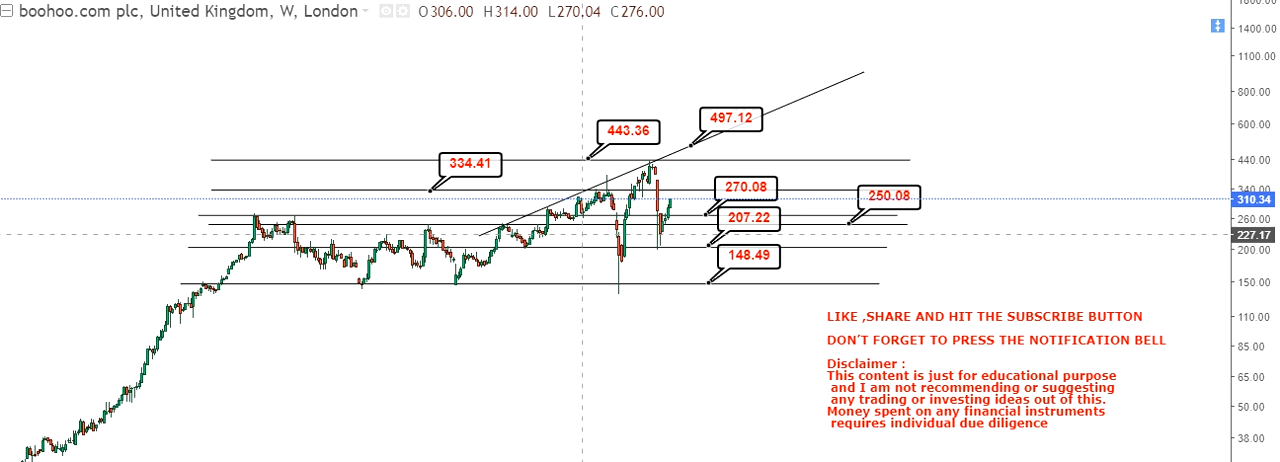 boohoo.com plc, United Kingdom, W, London O306.00 H314.00 L270.04 C276.00
1400.00
1100.00
800.00
600.00
440.00
340.00
310.34
260.00
227.17
200.00
150.00
110.00
85.00
65.00
50.00
38.00
497.12
443.36
334.41
270.08
250.08
207.22
148.49
LIKE ,SHARE AND HIT THE SUBSCRIBE BUTTON
DON'T FORGET TO PRESS THE NOTIFICATION BELL
Disclaimer :
This content is just for educational purpose
and I am not recommending or suggesting
any trading or investing ideas out of this.
Money spent on any financial instruments
requires individual due diligence